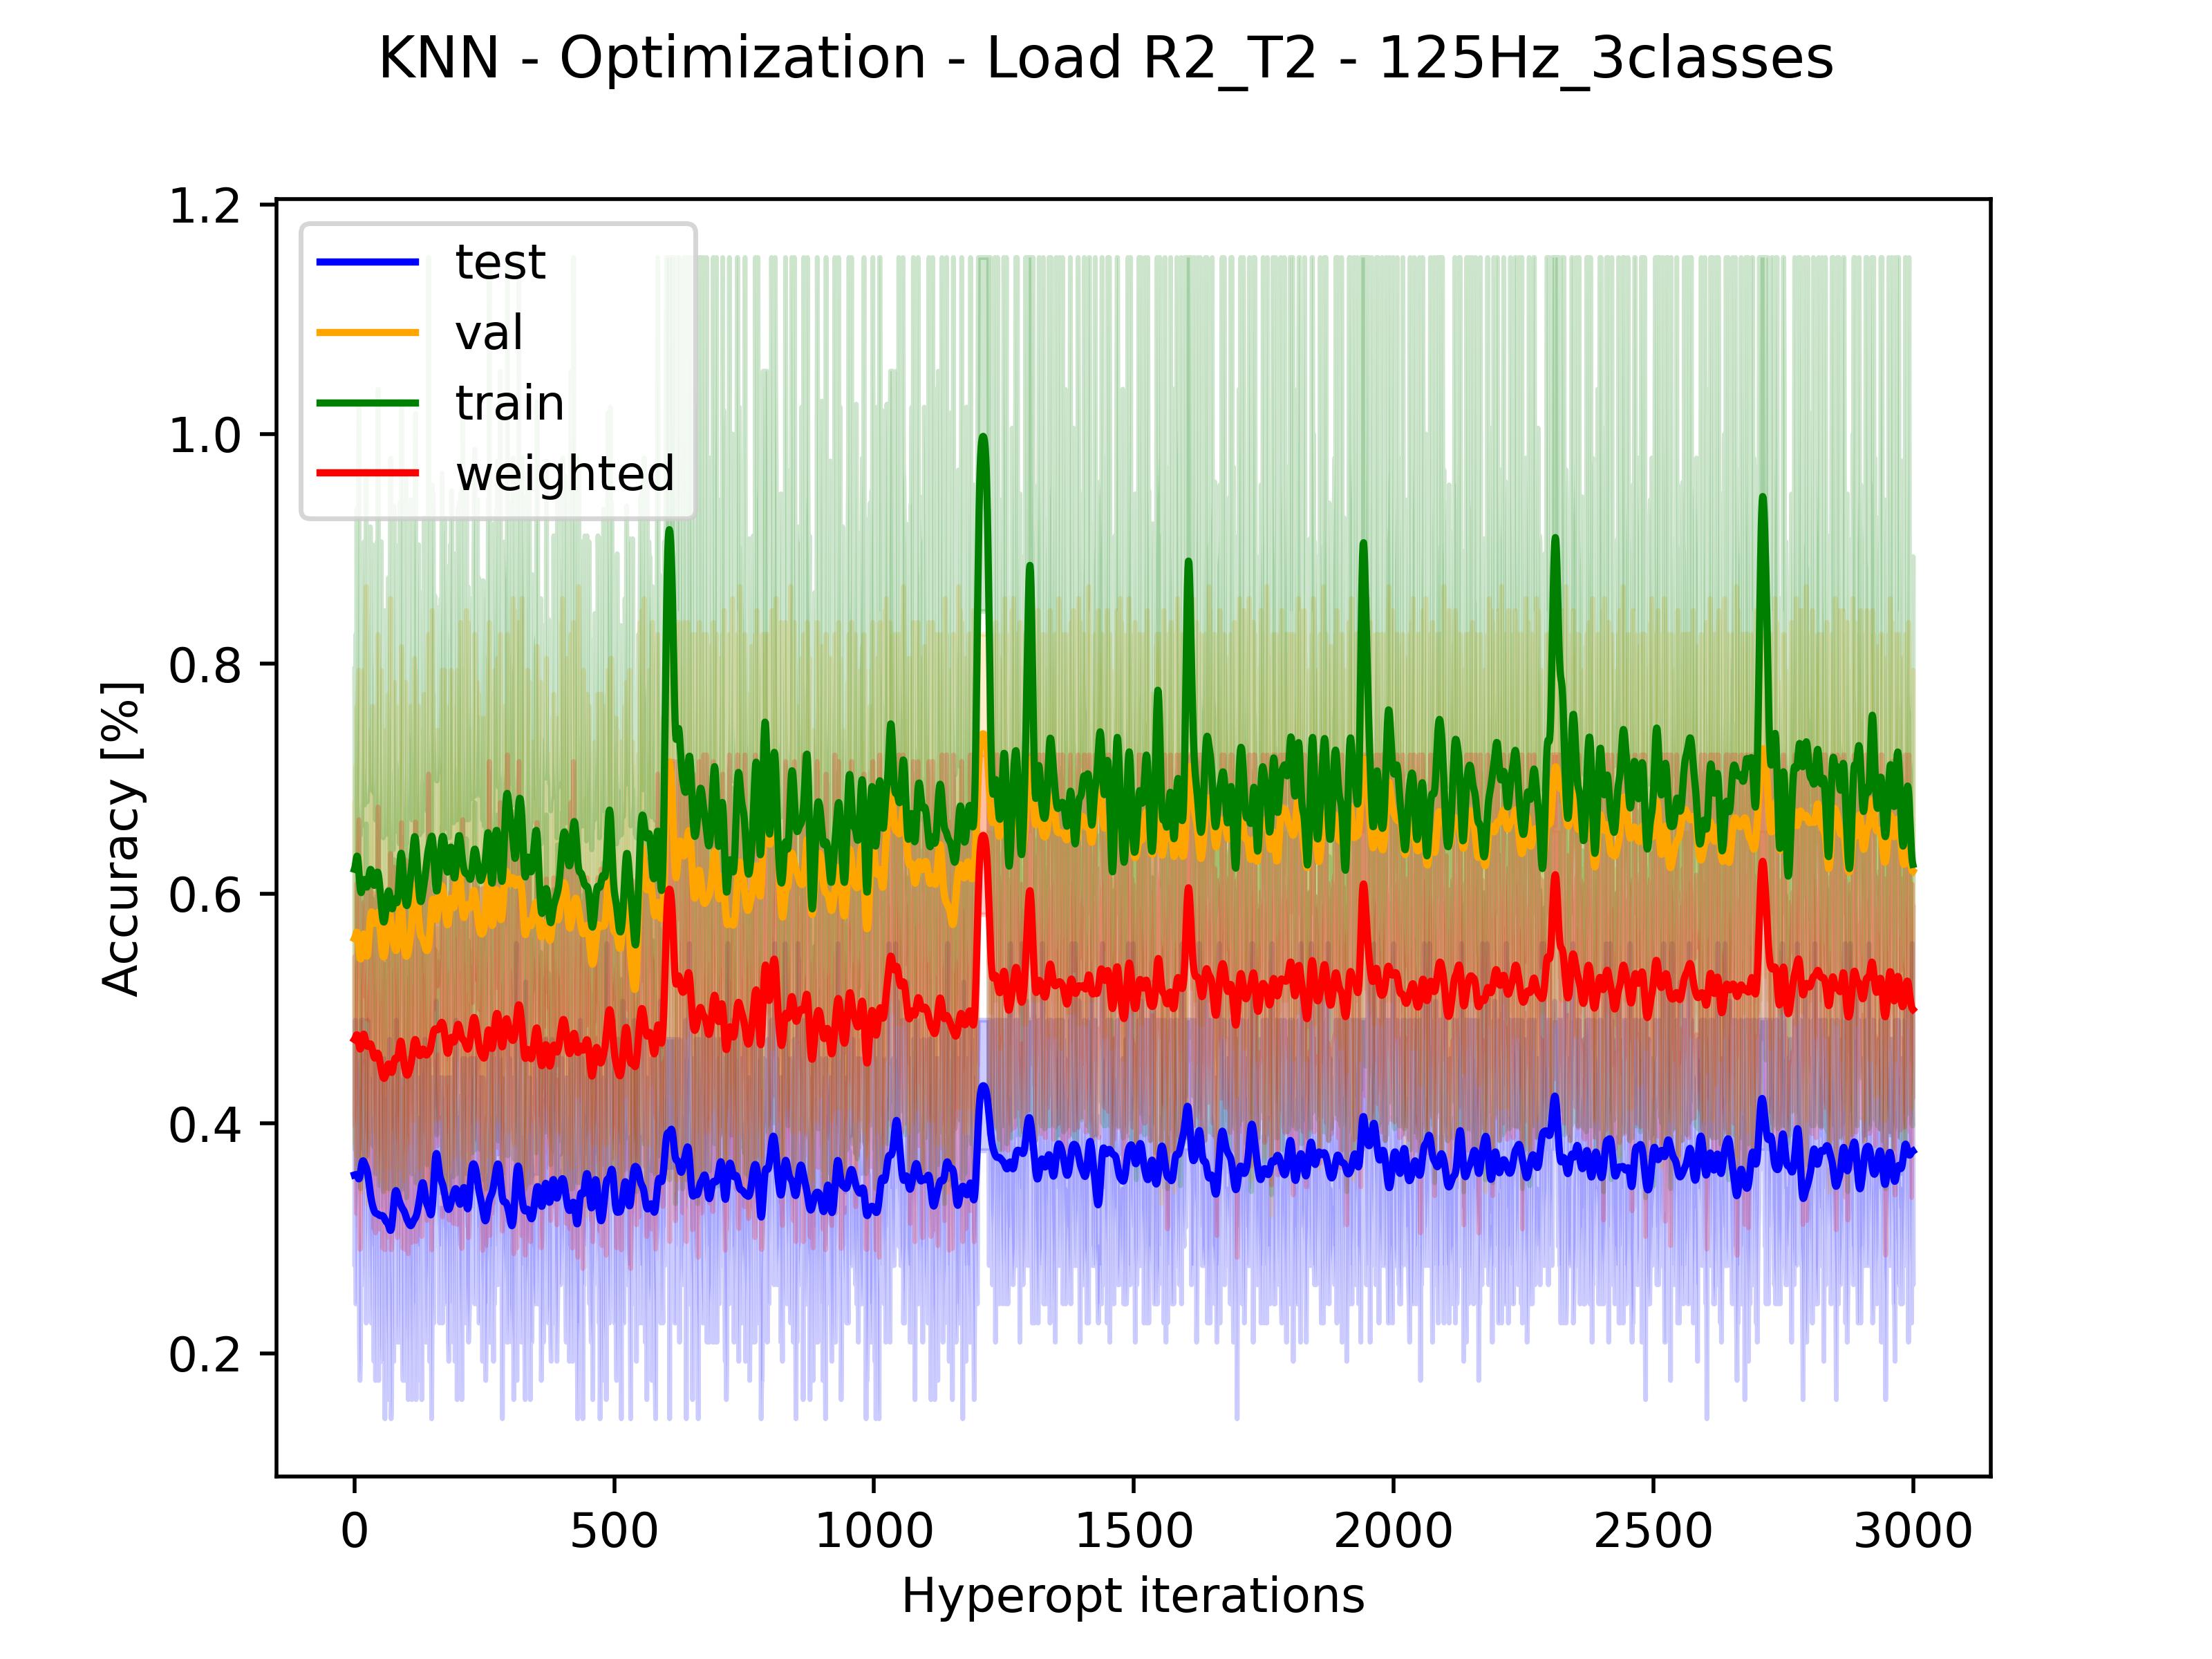 KNN - Optimization - Load R2_T2 - 125Hz_3classes
1.2
1.0
0.8
0.6
0.4
0.2
Accuracy [%]
test
val
train
weighted
0 500 1000 1500 2000 2500 3000
Hyperopt iterations